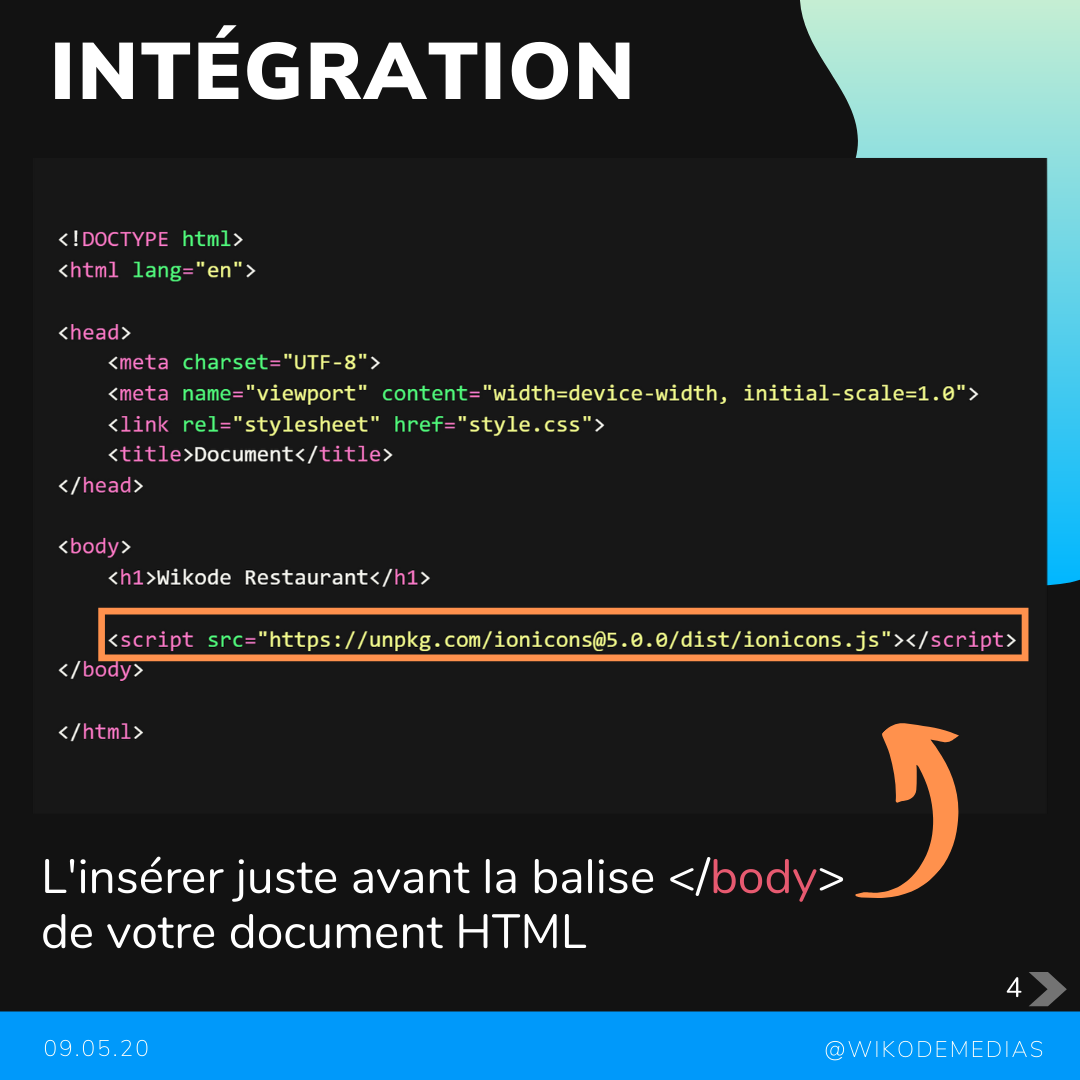 INTÉGRATION
<!DOCTYPE html>
<html lang="en">
<head>
<meta charset="UTF-8">
<meta name="viewport" content="width=device-width, initial-scale=1.0">
<link rel="stylesheet" href="style.css">
<title>Document</title>
</head>
<body>
<h1>Wikode Restaurant</h1>
<script src="https://unpkg.com/ionicons@5.0.0/dist/ionicons.js"></script>
</body>
</html>
L'insérer juste avant la balise </body>
de votre document HTML
4
09.05.20
@WIKODEMEDIAS